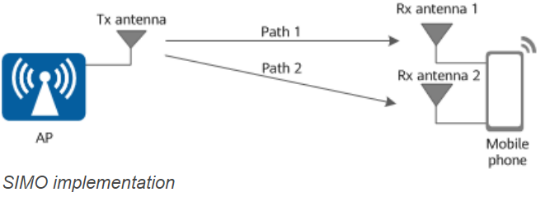 Tx antenna
Rx antenna 1
Path 1
Path 2
Rx antenna 2
AP
Mobile
phone
SIMO implementation